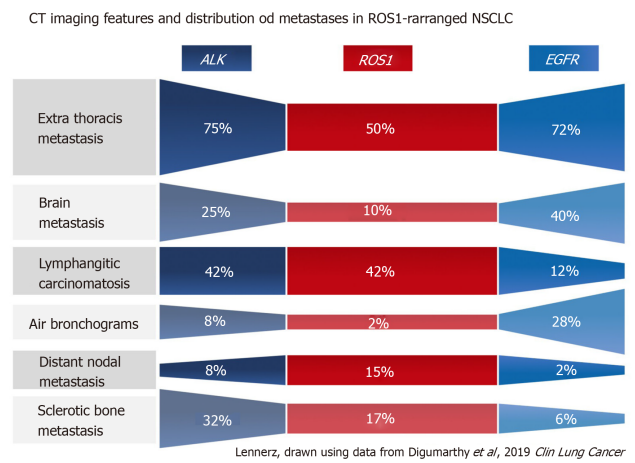 CT imaging features and distribution od metastases in ROS1-rarranged NSCLC
ALK ROS1 EGFR
Extra thoracis
metastasis
75% 50% 72%
Brain
metastasis
25% 10% 40%
Lymphangitic
carcinomatosis
42% 42% 12%
Air bronchograms
8% 2% 28%
Distant nodal
metastasis
8% 15% 2%
Sclerotic bone
metastasis
32% 17% 6%
Lennerz, drawn using data from Digumarthy et al, 2019 Clin Lung Cancer